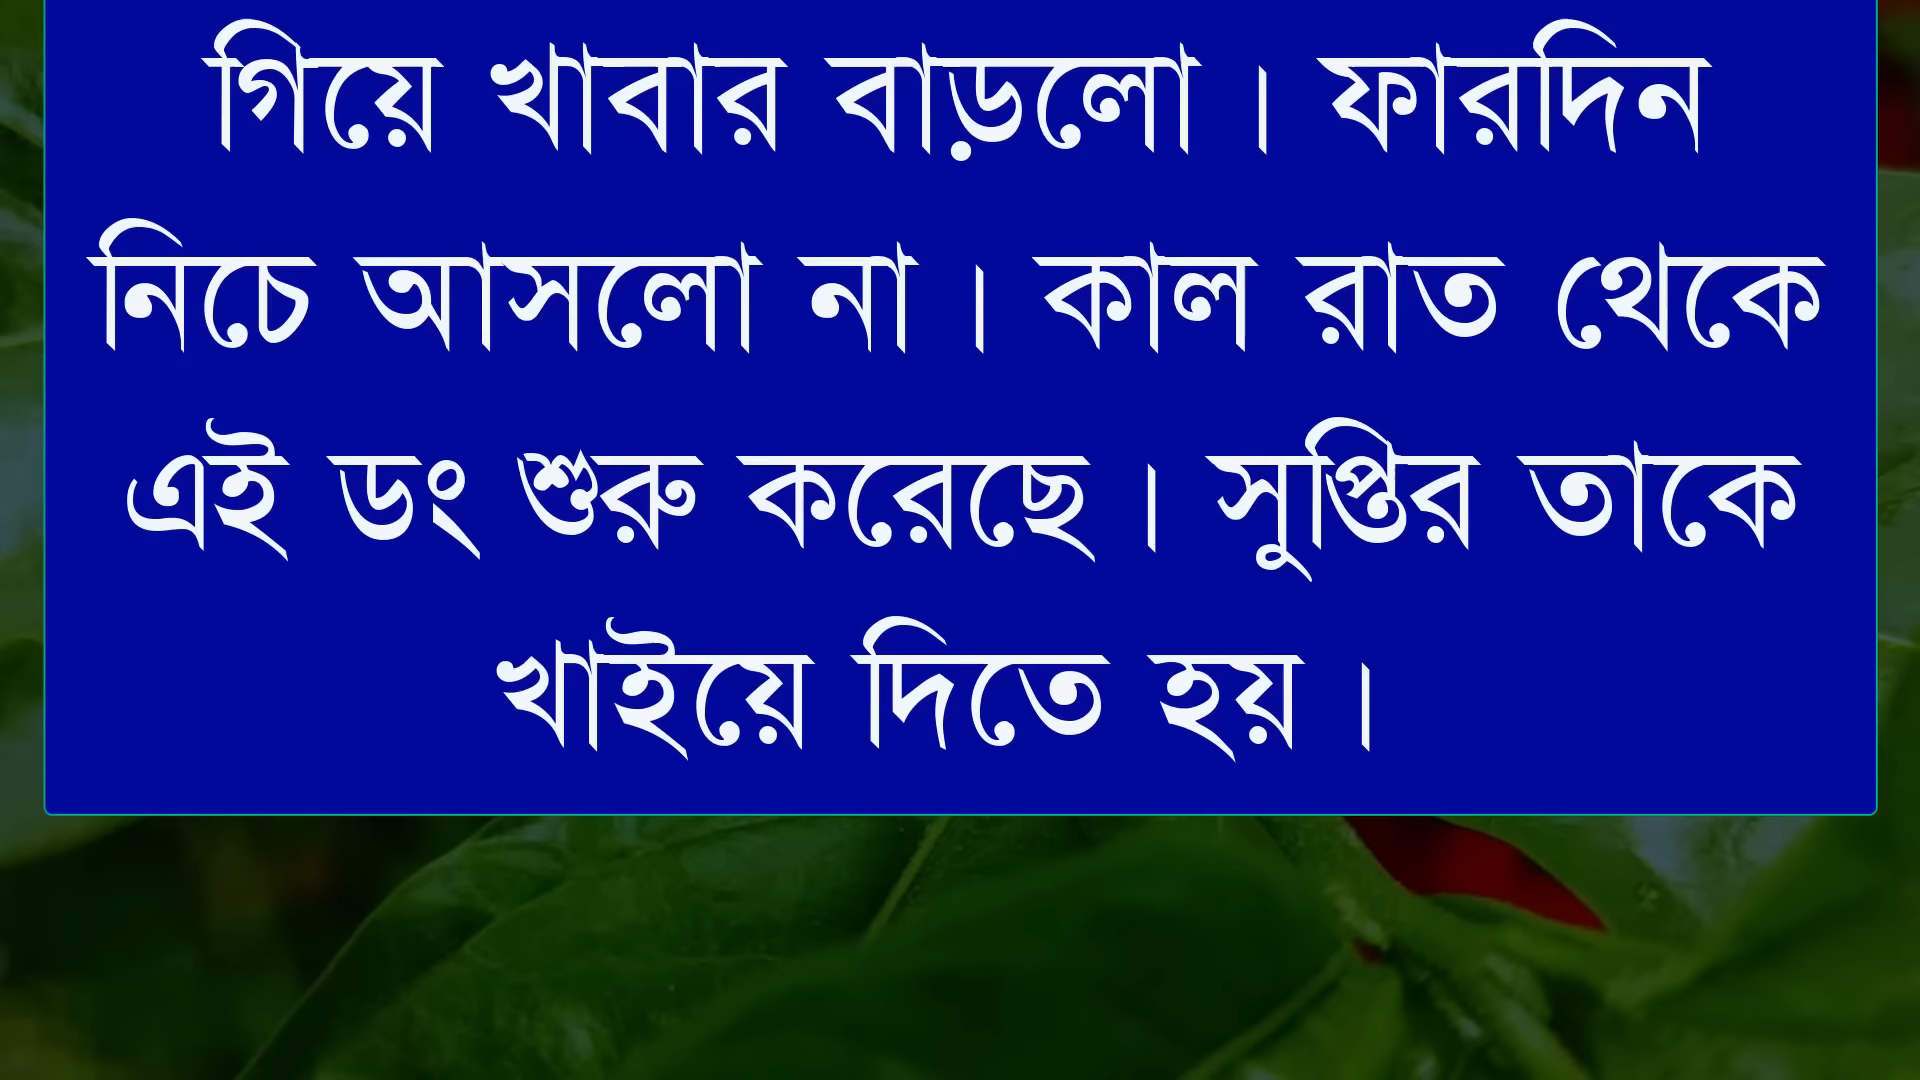 গিয়ে খাবার বাড়লো । ফারদিন
নিচে আসলো না । কাল রাত থেকে
এই ডং শুরু করেছে । সুপ্তির তাকে
খাইয়ে দিতে হয় ।